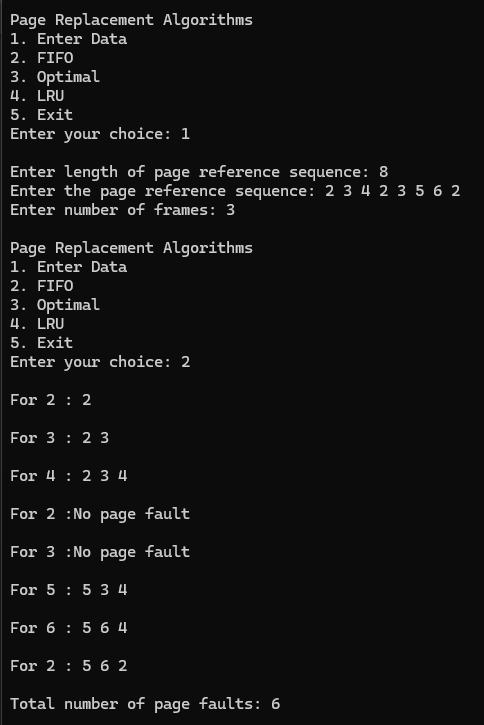 Page Replacement Algorithms
1. Enter Data
2. FIFO
3. Optimal
4. LRU
5. Exit
Enter your choice: 1
Enter length of page reference sequence: 8
Enter the page reference sequence: 2 3 4 2 3 5 6 2
Enter number of frames: 3
Page Replacement Algorithms
1. Enter Data
2. FIFO
3. Optimal
4. LRU
5. Exit
Enter your choice: 2
For 2 : 2
For 3 : 2 3
For 4 : 2 3 4
For 2 :No page fault
For 3 :No page fault
For 5 : 5 3 4
For 6 : 5 6 4
For 2 : 5 6 2
Total number of page faults: 6